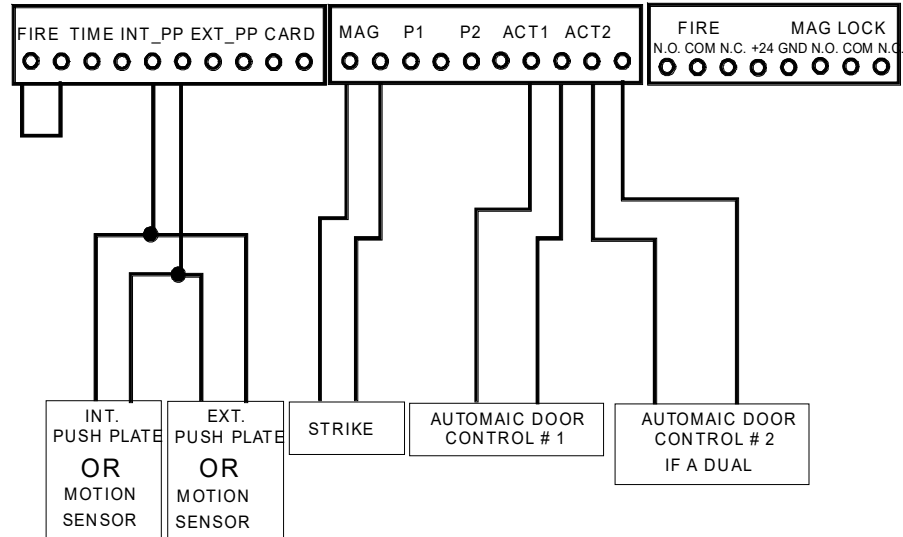 FIRE TIME INT_PP EXT_PP CARD
MAG P1 P2 ACT1 ACT2
FIRE MAG LOCK
N.O. COM N.C. +24 GND N.O. COM N.C.
INT.
PUSH PLATE
OR
MOTION
SENSOR
EXT.
PUSH PLATE
OR
MOTION
SENSOR
STRIKE
AUTOMAIC DOOR
CONTROL # 1
AUTOMAIC DOOR
CONTROL # 2
IF A DUAL